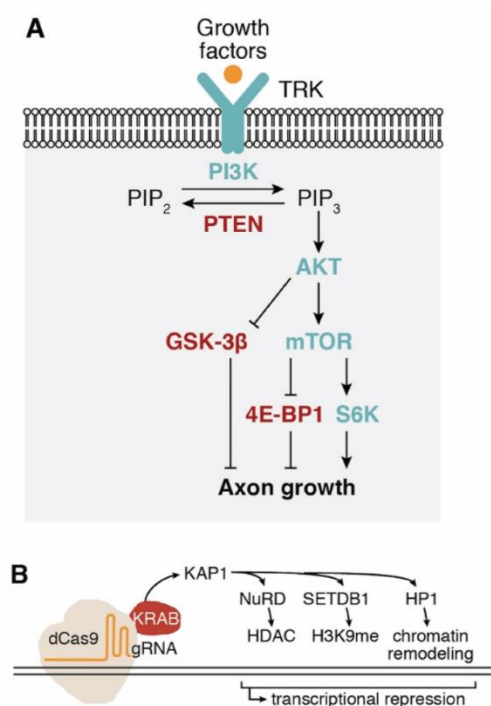 A
Growth
factors
TRK
PI3K
PIP2 PIP3
PTEN
AKT
GSK-3β mTOR
4E-BP1 S6K
Axon growth
B
KAP1
KRAB
NuRD SETDB1 HP1
dCas9
gRNA
HDAC H3K9me chromatin
remodeling
transcriptional repression